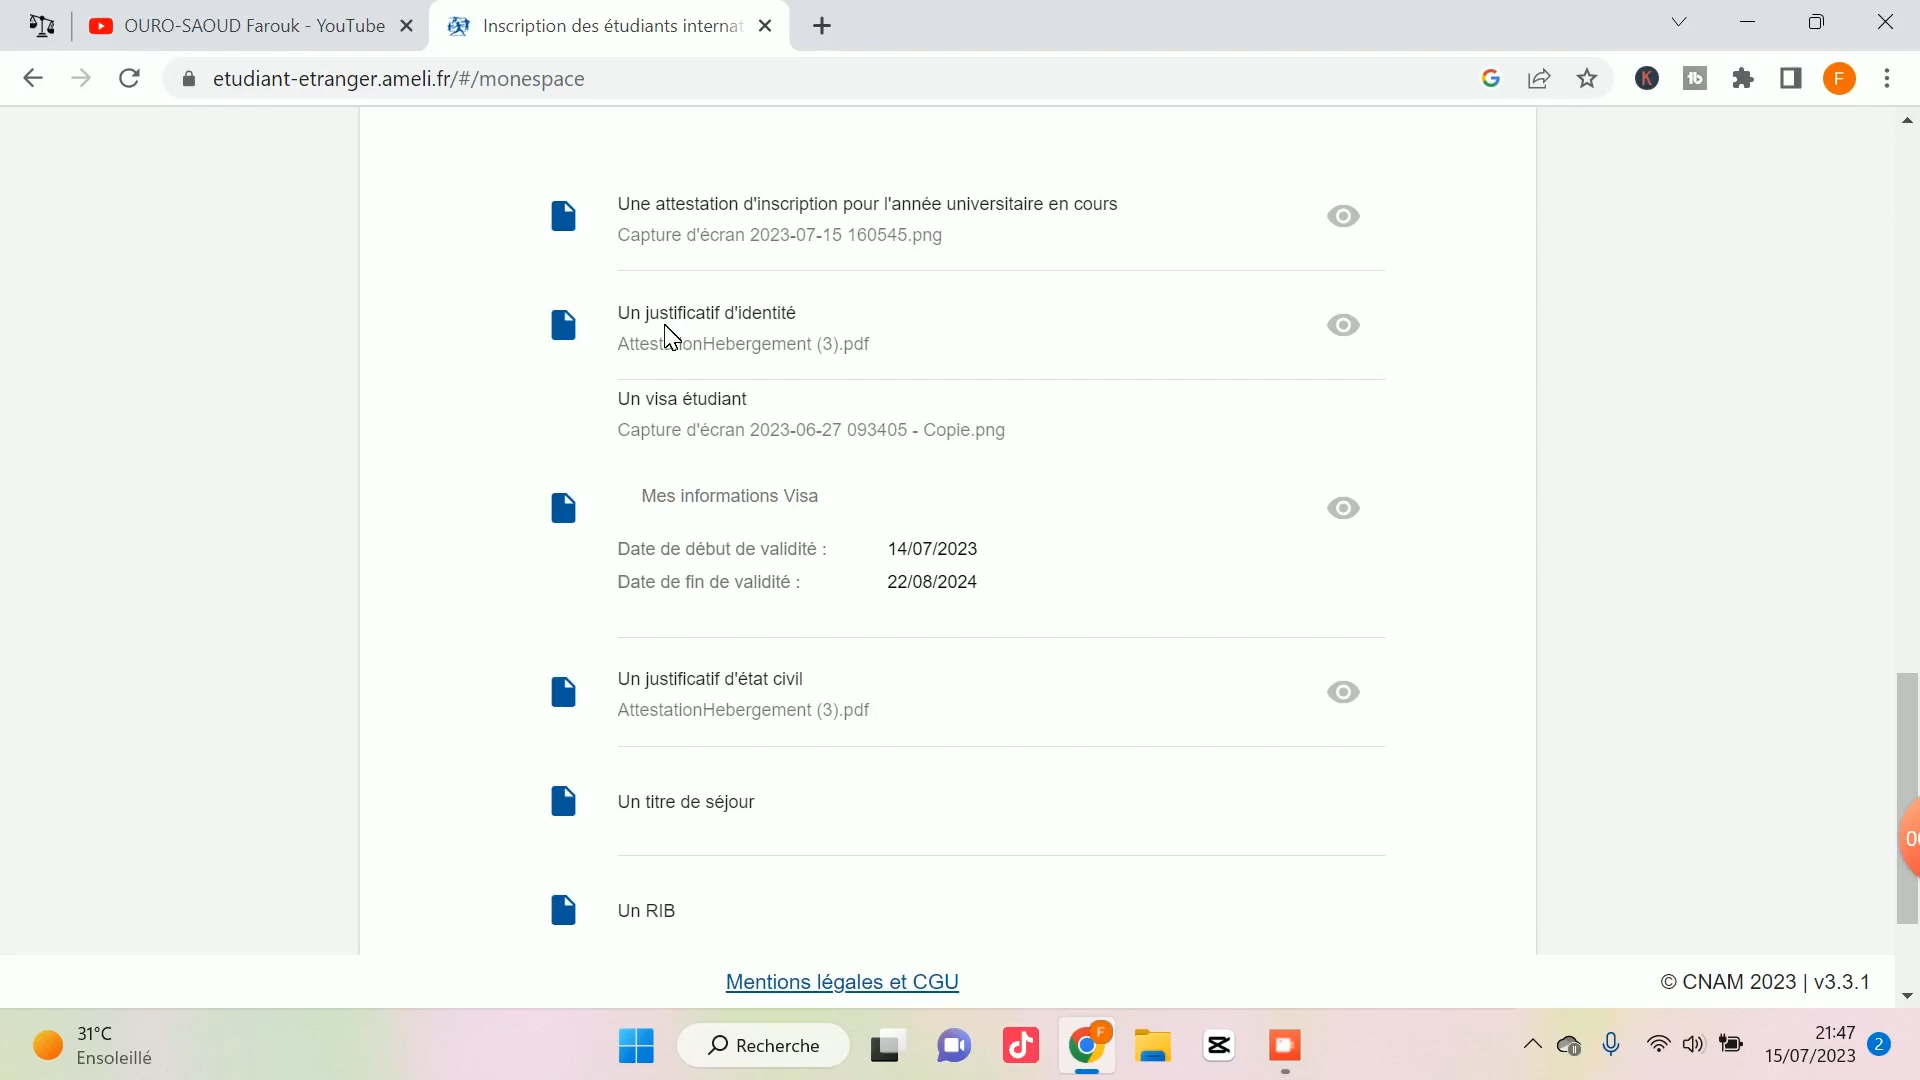 OURO-SAOUD Farouk - YouTube
Inscription des étudiants internat
etudiant-etranger.ameli.fr/#/monespace
G
K
tb
F
Une attestation d'inscription pour l'année universitaire en cours
Capture d'écran 2023-07-15 160545.png
Un justificatif d'identité
AttestationHebergement (3).pdf
Un visa étudiant
Capture d'écran 2023-06-27 093405 - Copie.png
Mes informations Visa
Date de début de validité : 14/07/2023
Date de fin de validité : 22/08/2024
Un justificatif d'état civil
AttestationHebergement (3).pdf
Un titre de séjour
Un RIB
Mentions légales et CGU
© CNAM 2023 | v3.3.1
31°C
Ensoleillé
Recherche
F
21:47
15/07/2023
2